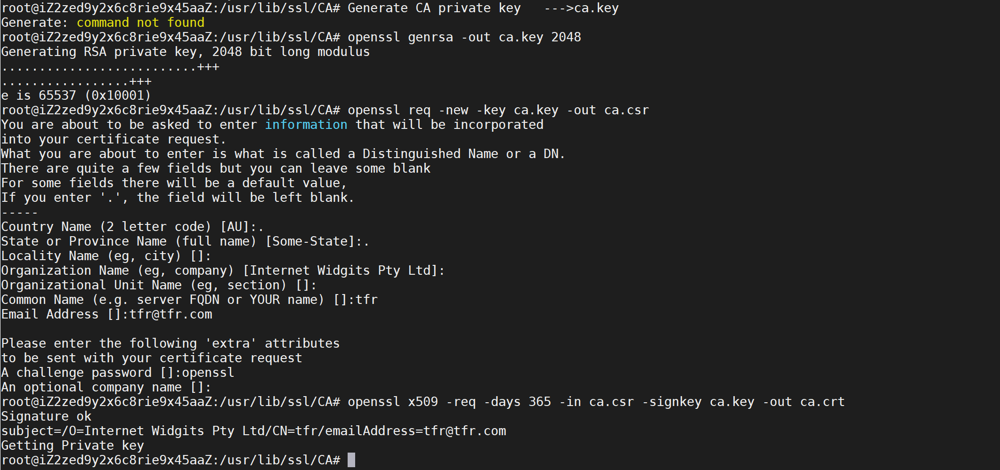 root@iZ2zed9y2x6c8rie9x45aaZ:/usr/lib/ssl/CA# Generate CA private key   --->ca.key
Generate: command not found
root@iZ2zed9y2x6c8rie9x45aaZ:/usr/lib/ssl/CA# openssl genrsa -out ca.key 2048
Generating RSA private key, 2048 bit long modulus
..........................+++
.................+++
e is 65537 (0x10001)
root@iZ2zed9y2x6c8rie9x45aaZ:/usr/lib/ssl/CA# openssl req -new -key ca.key -out ca.csr
You are about to be asked to enter information that will be incorporated
into your certificate request.
What you are about to enter is what is called a Distinguished Name or a DN.
There are quite a few fields but you can leave some blank
For some fields there will be a default value,
If you enter '.', the field will be left blank.
-----
Country Name (2 letter code) [AU]:.
State or Province Name (full name) [Some-State]:.
Locality Name (eg, city) []:
Organization Name (eg, company) [Internet Widgits Pty Ltd]:
Organizational Unit Name (eg, section) []:
Common Name (e.g. server FQDN or YOUR name) []:tfr
Email Address []:tfr@tfr.com

Please enter the following 'extra' attributes
to be sent with your certificate request
A challenge password []:openssl
An optional company name []:
root@iZ2zed9y2x6c8rie9x45aaZ:/usr/lib/ssl/CA# openssl x509 -req -days 365 -in ca.csr -signkey ca.key -out ca.crt
Signature ok
subject=/O=Internet Widgits Pty Ltd/CN=tfr/emailAddress=tfr@tfr.com
Getting Private key
root@iZ2zed9y2x6c8rie9x45aaZ:/usr/lib/ssl/CA#